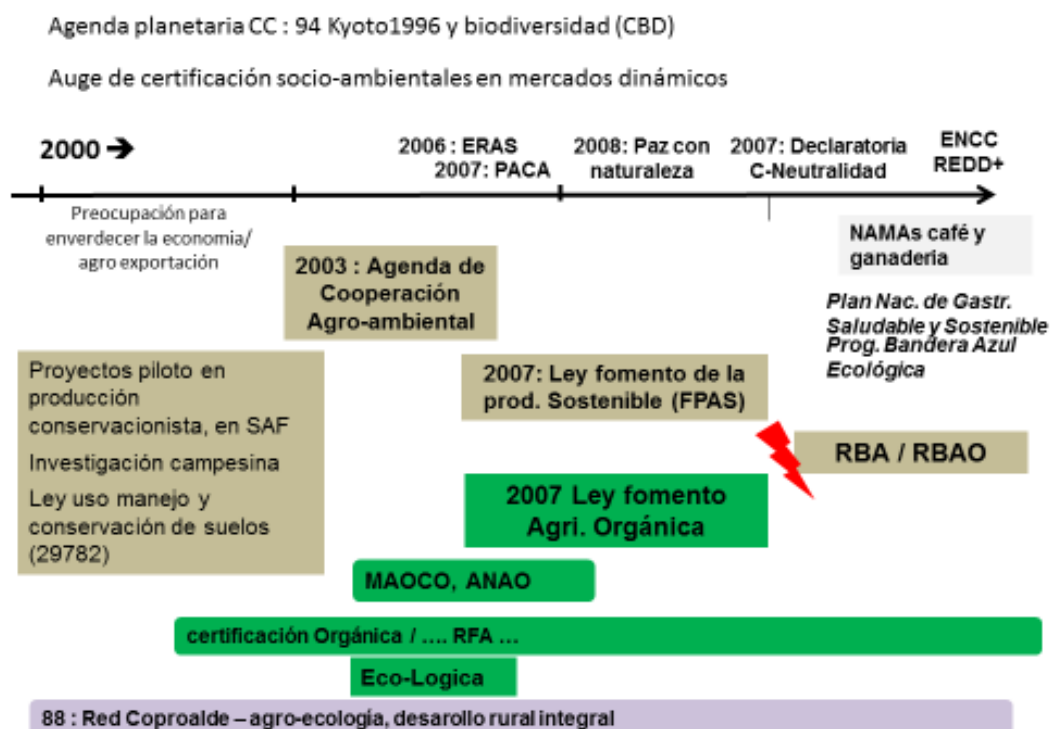 Agenda planetaria CC : 94 Kyoto1996 y biodiversidad (CBD)
Auge de certificación socio-ambientales en mercados dinámicos
2000 →
2006 : ERAS
2007: PACA
2008: Paz con
naturaleza
2007: Declaratoria
C-Neutralidad
ENCC
REDD+
Preocupación para
enverdecer la economia/
agro exportación
NAMAs café y
ganaderia
2003 : Agenda de
Cooperación
Agro-ambiental
Plan Nac. de Gastr.
Saludable y Sostenible
Prog. Bandera Azul
Ecológica
Proyectos piloto en
producción
conservacionista, en SAF
Investigación campesina
Ley uso manejo y
conservación de suelos
(29782)
2007: Ley fomento de la
prod. Sostenible (FPAS)
RBA / RBAO
2007 Ley fomento
Agri. Orgánica
MAOCO, ANAO
certificación Orgánica / .... RFA ...
Eco-Logica
88 : Red Coproalde – agro-ecología, desarollo rural integral